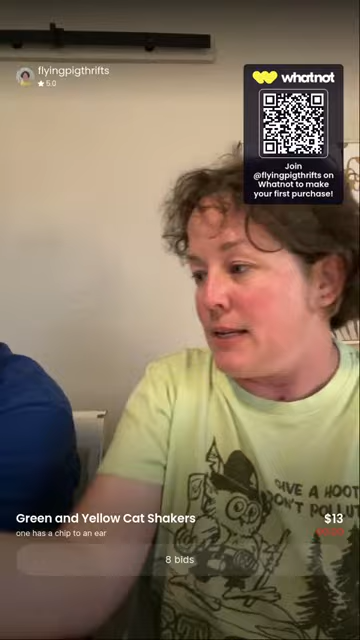 flyingpigthrifts
5.0
whatnot
Join
@flyingpigthrifts on
Whatnot to make
your first purchase!
GIVE A HOOT
DON'T POLLUT
Green and Yellow Cat Shakers
$13
one has a chip to an ear
8 bids